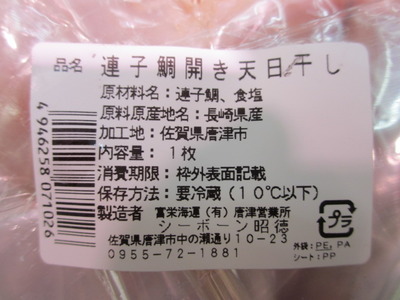 品名 連子鯛開き天日干し
原材料名：連子鯛、食塩
原料原産地名：長崎県産
加工地：佐賀県唐津市
内容量： 1枚
消費期限：枠外表面記載
保存方法：要冷蔵（10℃以下）
製造者 富栄海運（有）唐津営業所
シーボーン昭徳
佐賀県唐津市中の瀬通り10-23
0955-72-1881
プラ
外袋：PE，PA
シート：PP
4946258071026